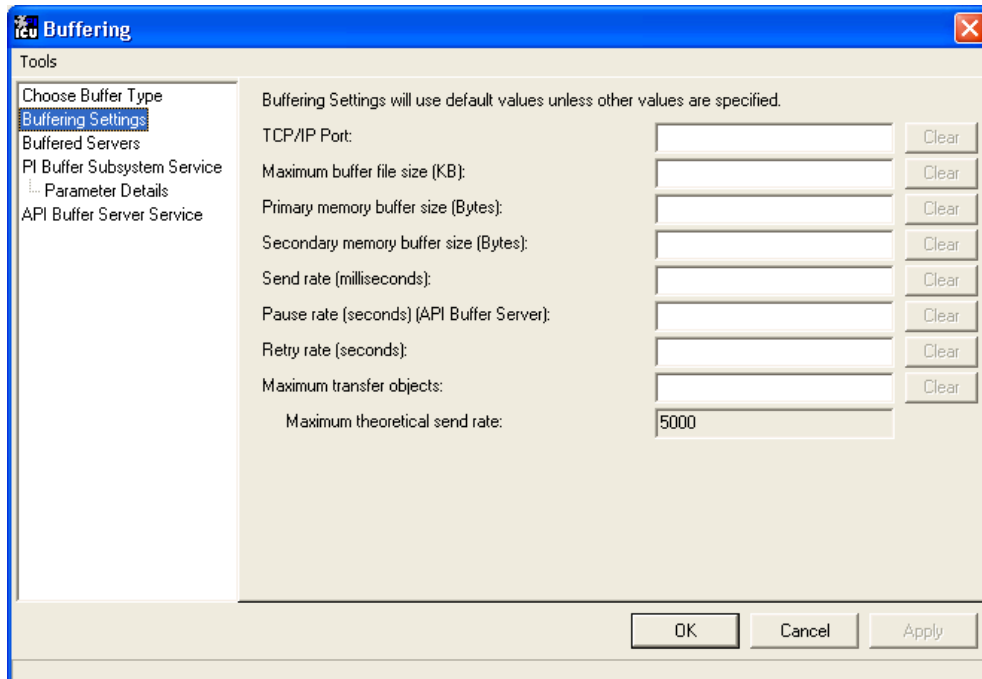 icu Buffering
Tools
Choose Buffer Type
Buffering Settings
Buffered Servers
PI Buffer Subsystem Service
Parameter Details
API Buffer Server Service
Buffering Settings will use default values unless other values are specified.
TCP/IP Port: Clear
Maximum buffer file size (KB): Clear
Primary memory buffer size (Bytes): Clear
Secondary memory buffer size (Bytes): Clear
Send rate (milliseconds): Clear
Pause rate (seconds) (API Buffer Server): Clear
Retry rate (seconds): Clear
Maximum transfer objects: Clear
Maximum theoretical send rate: 5000
OK Cancel Apply